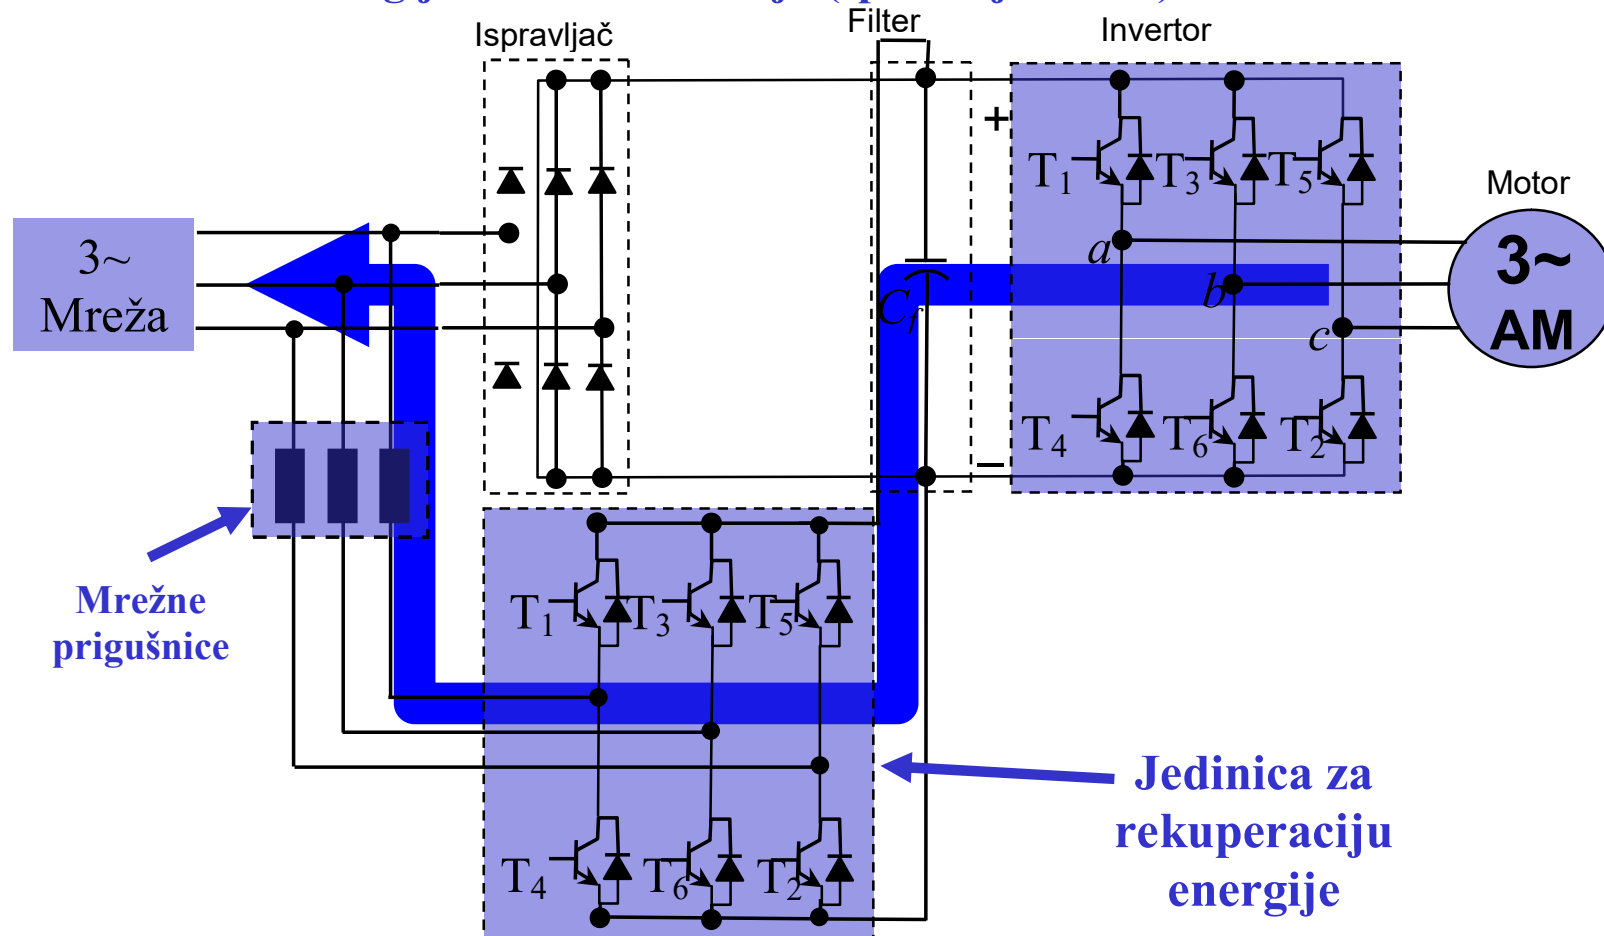 Ispravljač
Filter
Invertor
+
T1
T3
T5
Motor
3~
Mreža
a
b
c
Cf
3~
AM
T4
T6
T2
−
Mrežne
prigušnice
T1
T3
T5
T4
T6
T2
Jedinica za
rekuperaciju
energije